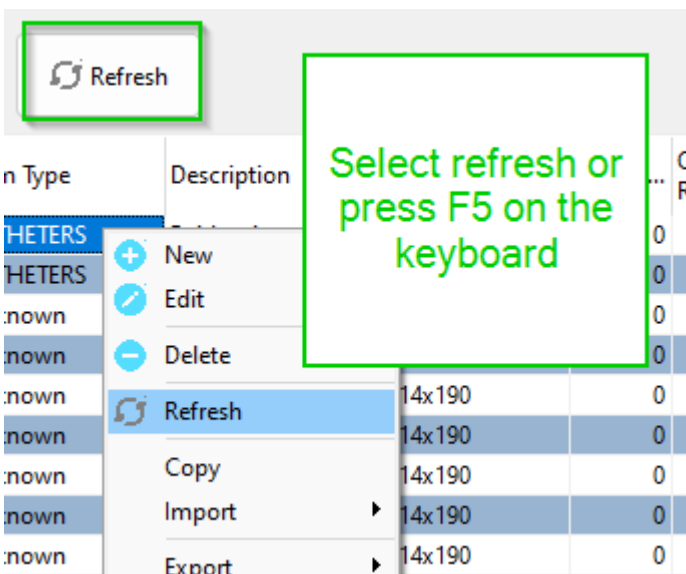 Refresh
Select refresh or
press F5 on the
keyboard
Type
Description
...
THETERS
0
New
THETERS
0
Edit
known
0
known
Delete
0
known
Refresh
14x190
0
known
14x190
0
known
Copy
14x190
0
known
Import
14x190
0
known
Export
14x190
0